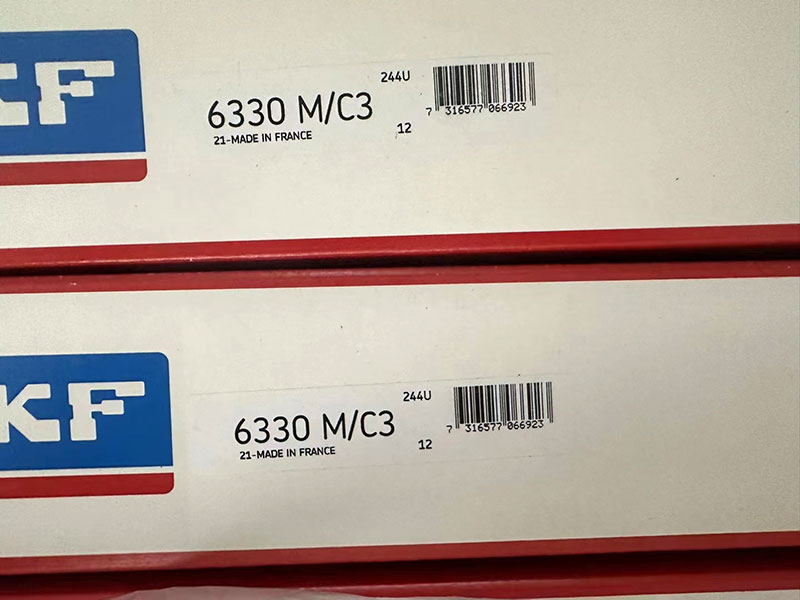 KF
244U
6330 M/C3
21-MADE IN FRANCE
12
7 316577 066923
KF
244U
6330 M/C3
21-MADE IN FRANCE
12
7 316577 066923